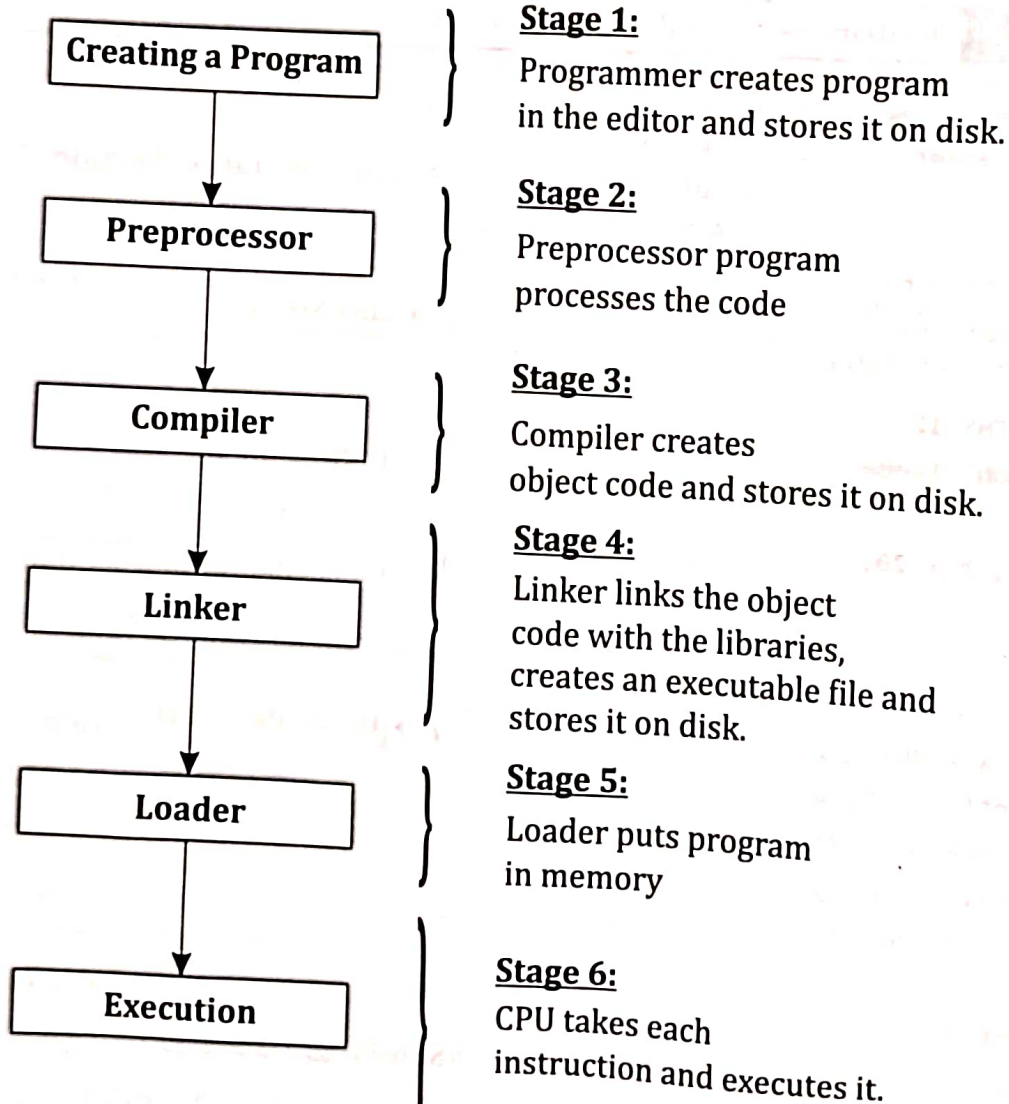 Creating a Program
Stage 1:
Programmer creates program
in the editor and stores it on disk.
Preprocessor
Stage 2:
Preprocessor program
processes the code
Compiler
Stage 3:
Compiler creates
object code and stores it on disk.
Linker
Stage 4:
Linker links the object
code with the libraries,
creates an executable file and
stores it on disk.
Loader
Stage 5:
Loader puts program
in memory
Execution
Stage 6:
CPU takes each
instruction and executes it.